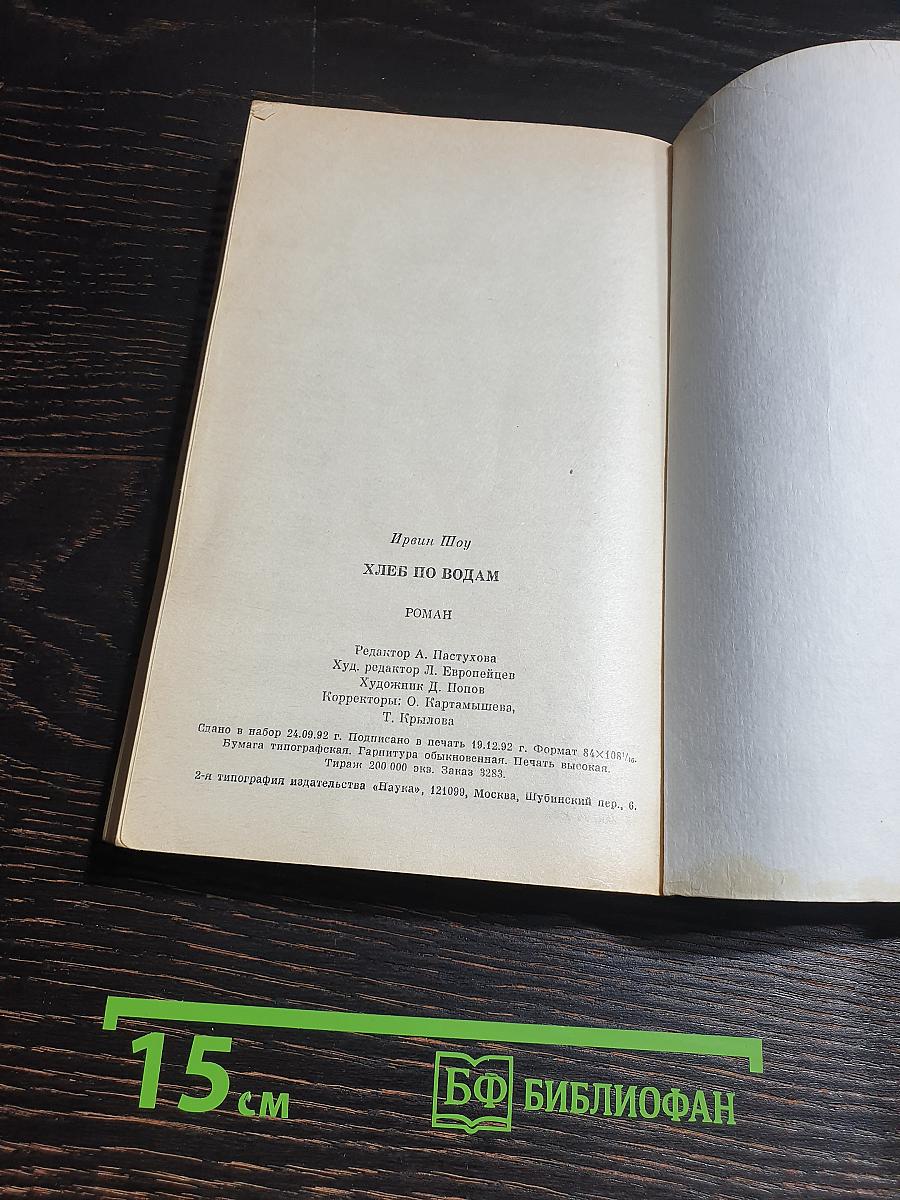 Ирвин Шоу
ХЛЕБ ПО ВОДАМ
РОМАН
Редактор А. Пастухова
Худ. редактор Л. Европейцев
Художник Д. Попов
Корректоры: О. Картамышева,
Т. Крылова
Сдано в набор 24.09.92 г. Подписано в печать 19.12.92 г. Формат 84×108¹/₁₆.
Бумага типографская. Гарнитура обыкновенная. Печать высокая.
Тираж 200 000 экз. Заказ 3283.
2-я типография издательства «Наука», 121099, Москва, Шубинский пер., 6.
15 см
БФ БИБЛИОФАН